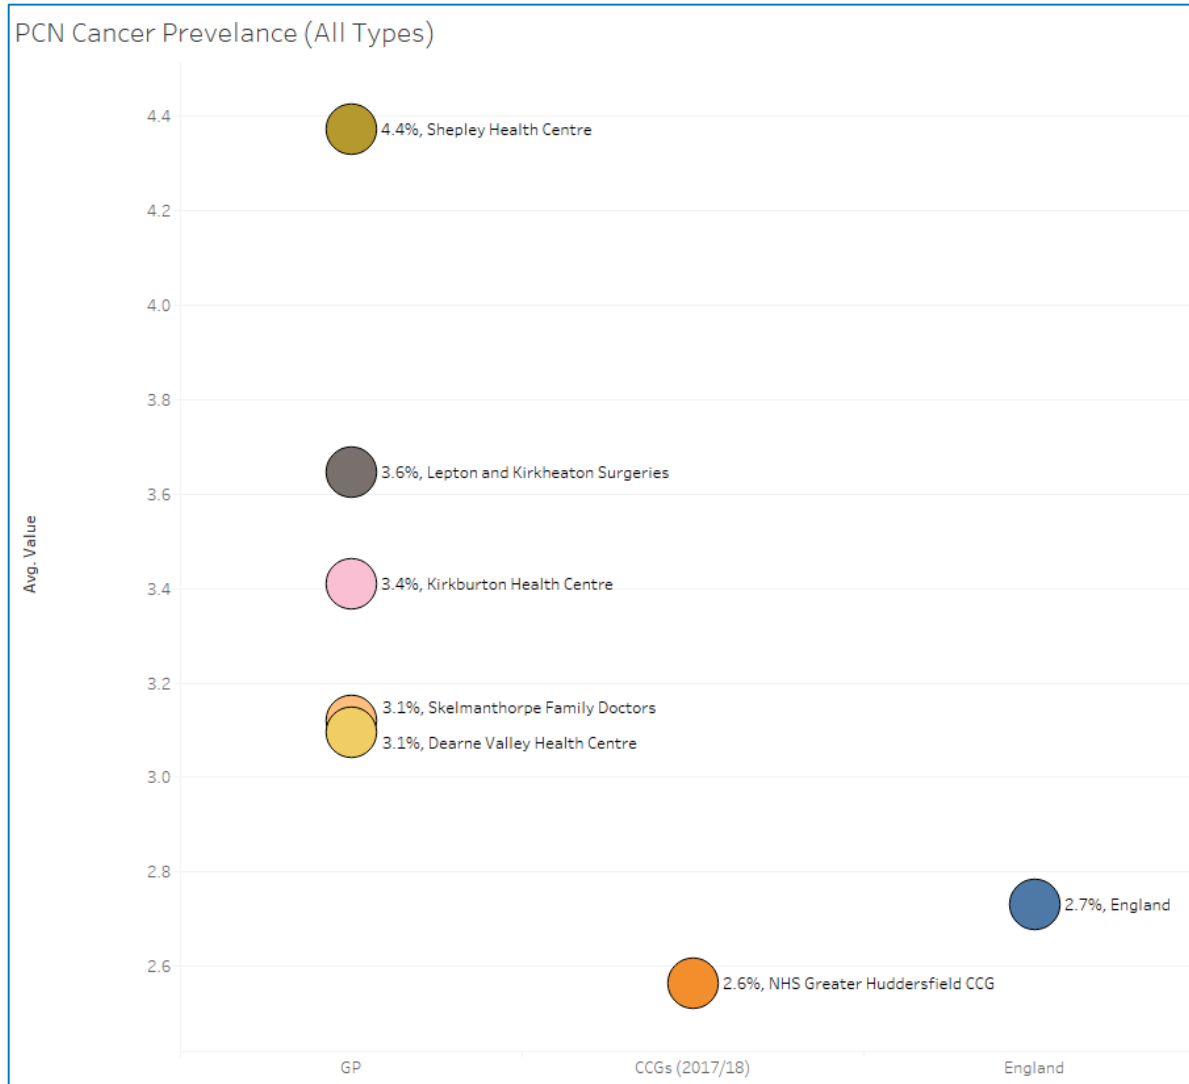 PCN Cancer Prevelance (All Types)
4.4
4.4%, Shepley Health Centre
4.2
4.0
3.8
3.6%, Lepton and Kirkheaton Surgeries
3.6
Avg. Value
3.4%, Kirkburton Health Centre
3.4
3.2
3.1%, Skelmanthorpe Family Doctors
3.1%, Dearne Valley Health Centre
3.0
2.8
2.7%, England
2.6
2.6%, NHS Greater Huddersfield CCG
GP CCGs (2017/18) England